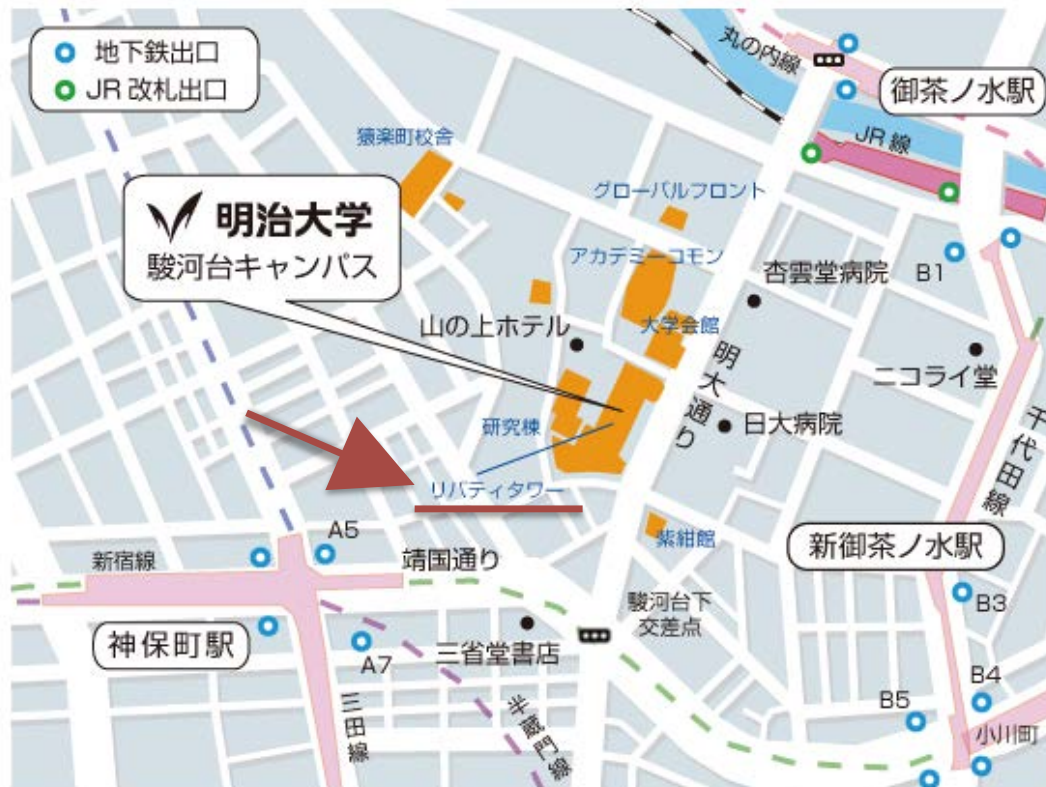 地下鉄出口
JR 改札出口
丸の内線
御茶ノ水駅
JR 線
猿楽町校舎
グローバルフロント
明治大学
駿河台キャンパス
アカデミーコモン
杏雲堂病院
B1
山の上ホテル
大学会館
明大通り
ニコライ堂
研究棟
日大病院
千代田線
リバティタワー
A5
紫紺館
新御茶ノ水駅
新宿線
靖国通り
駿河台下
交差点
B3
神保町駅
A7
三省堂書店
B4
B5
三田線
半蔵門線
小川町